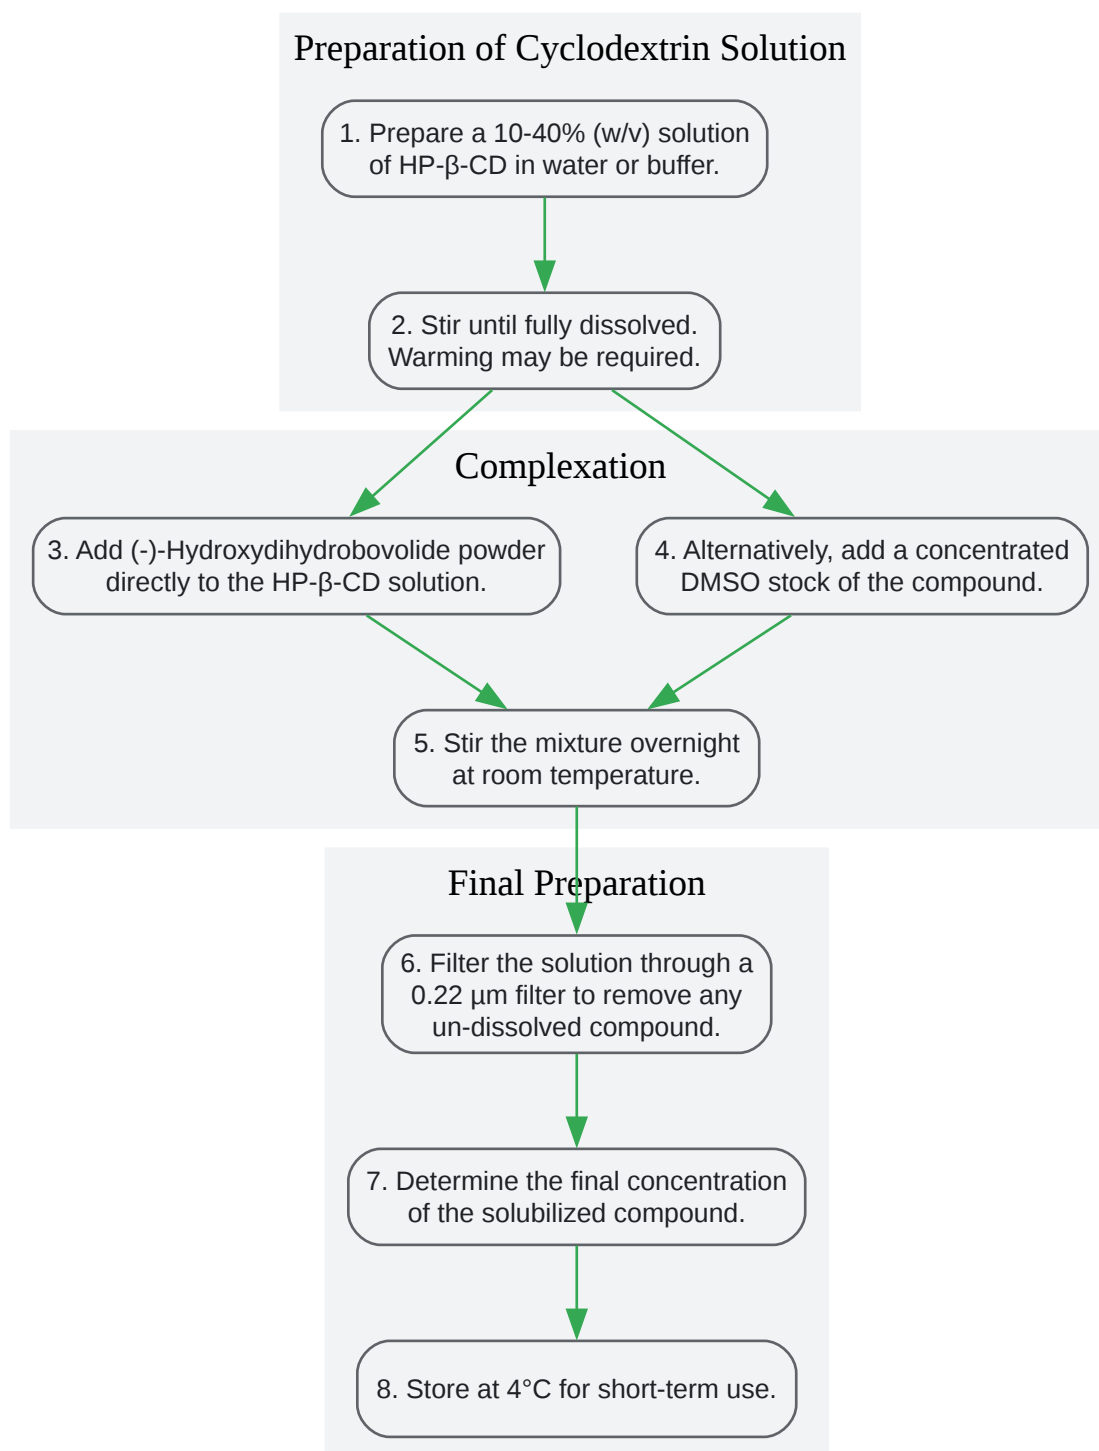 Preparation of Cyclodextrin Solution
1. Prepare a 10-40% (w/v) solution
of HP-β-CD in water or buffer.
2. Stir until fully dissolved.
Warming may be required.
Complexation
3. Add (-)-Hydroxydihydrobovolide powder
directly to the HP-β-CD solution.
4. Alternatively, add a concentrated
DMSO stock of the compound.
5. Stir the mixture overnight
at room temperature.
Final Preparation
6. Filter the solution through a
0.22 µm filter to remove any
un-dissolved compound.
7. Determine the final concentration
of the solubilized compound.
8. Store at 4°C for short-term use.